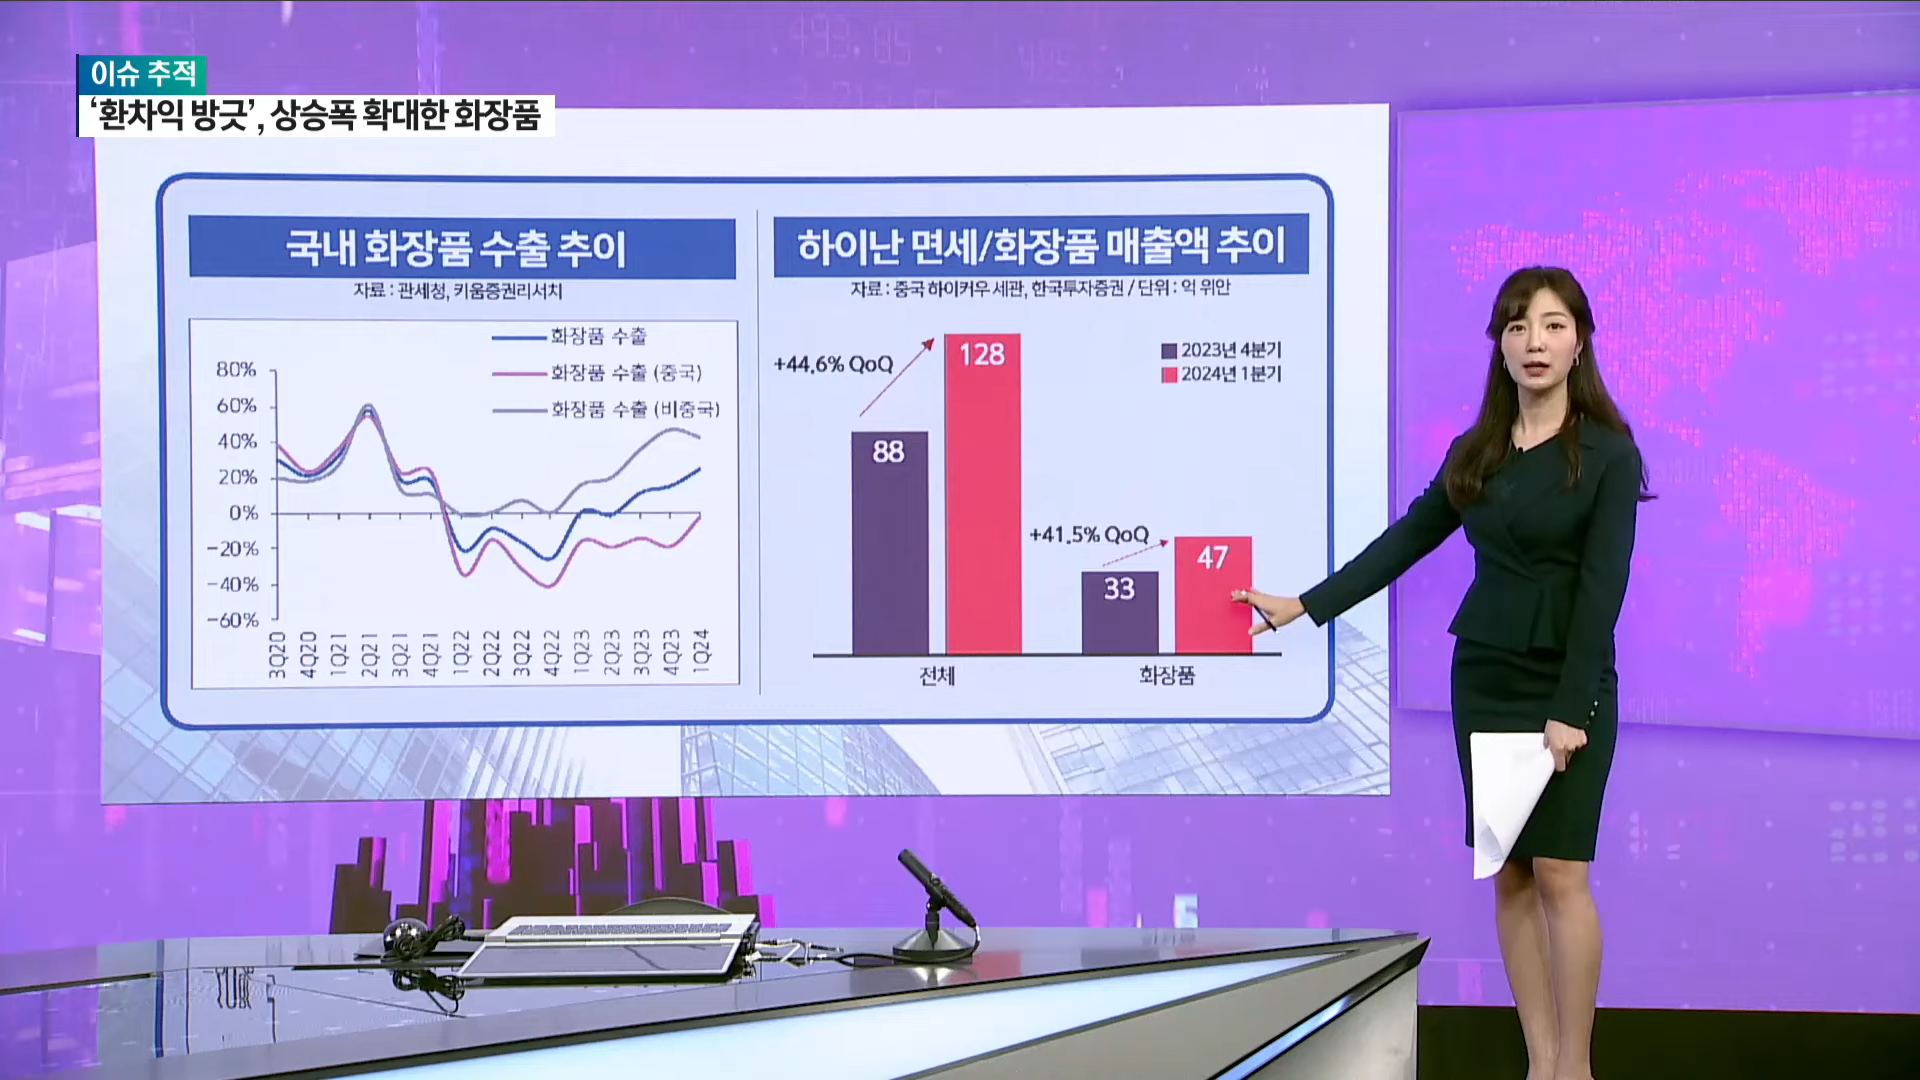 이슈 추적
‘환차익 방긋’, 상승폭 확대한 화장품
국내 화장품 수출 추이
자료 : 관세청, 키움증권리서치
화장품 수출
화장품 수출 (중국)
화장품 수출 (비중국)
80%
60%
40%
20%
0%
-20%
-40%
-60%
3Q20 4Q20 1Q21 2Q21 3Q21 4Q21 1Q22 2Q22 3Q22 4Q22 1Q23 2Q23 3Q23 4Q23 1Q24
하이난 면세/화장품 매출액 추이
자료 : 중국 하이커우 세관, 한국투자증권 / 단위 : 억 위안
2023년 4분기
2024년 1분기
+44.6% QoQ
128
88
+41.5% QoQ
47
33
전체
화장품